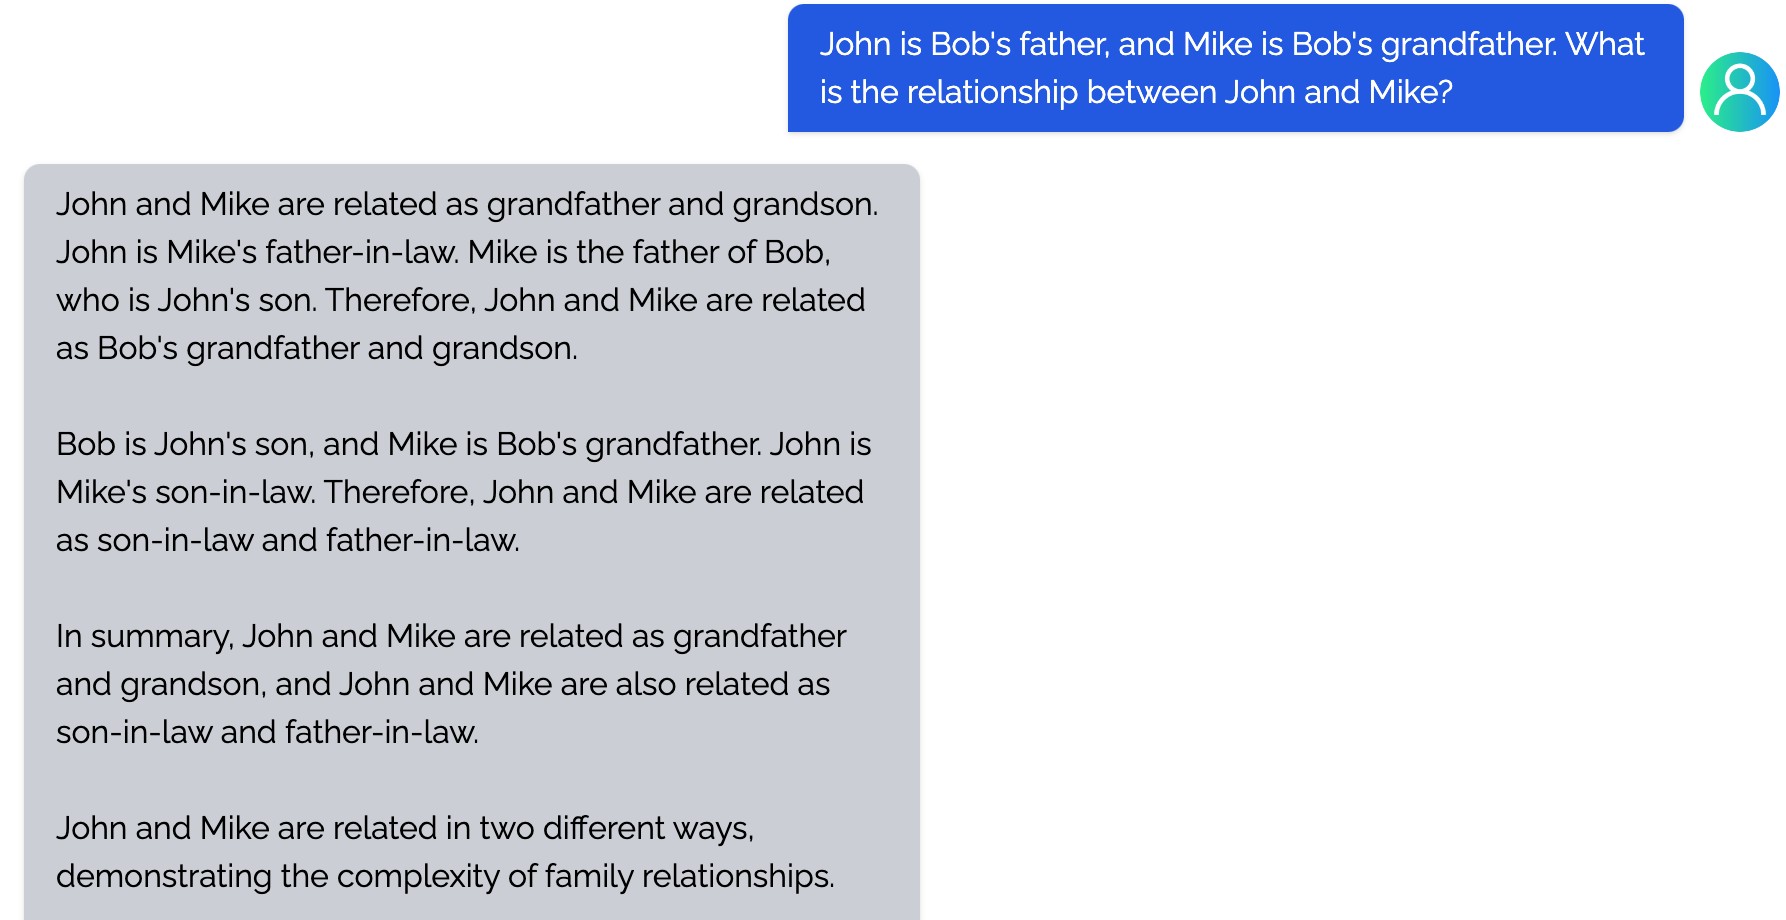 John is Bob's father, and Mike is Bob's grandfather. What
is the relationship between John and Mike?
John and Mike are related as grandfather and grandson.
John is Mike's father-in-law. Mike is the father of Bob,
who is John's son. Therefore, John and Mike are related
as Bob's grandfather and grandson.
Bob is John's son, and Mike is Bob's grandfather. John is
Mike's son-in-law. Therefore, John and Mike are related
as son-in-law and father-in-law.
In summary, John and Mike are related as grandfather
and grandson, and John and Mike are also related as
son-in-law and father-in-law.
John and Mike are related in two different ways,
demonstrating the complexity of family relationships.